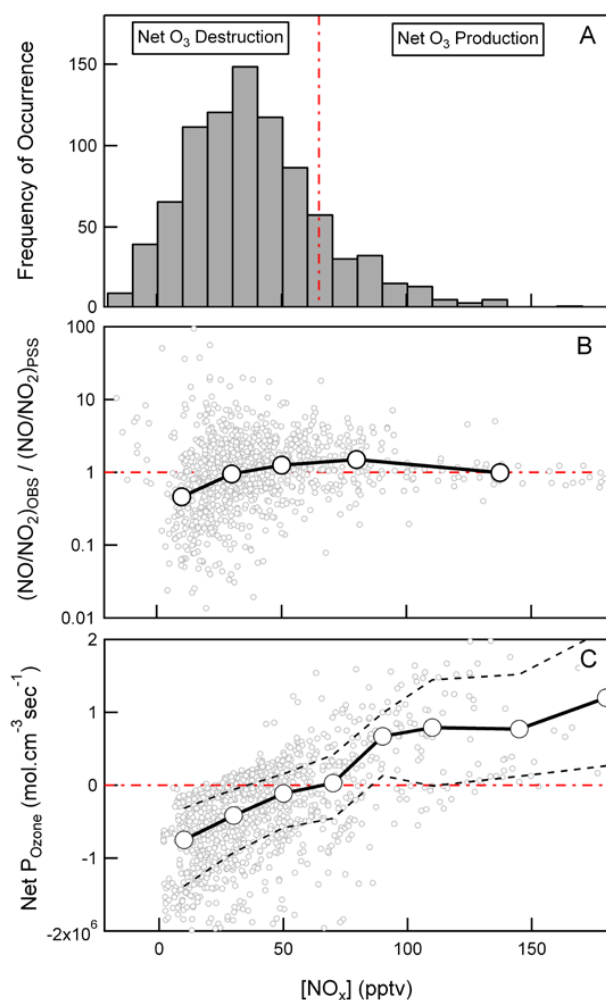 Net O3 Destruction
Net O3 Production
A
150
100
50
0
Frequency of Occurrence
B
100
10
1
0.1
0.01
(NO/NO2)OBS / (NO/NO2)PSS
C
2
1
0
-1
-2x10^6
Net POzone (mol.cm^-3 sec^-1)
0
50
100
150
[NOx] (pptv)